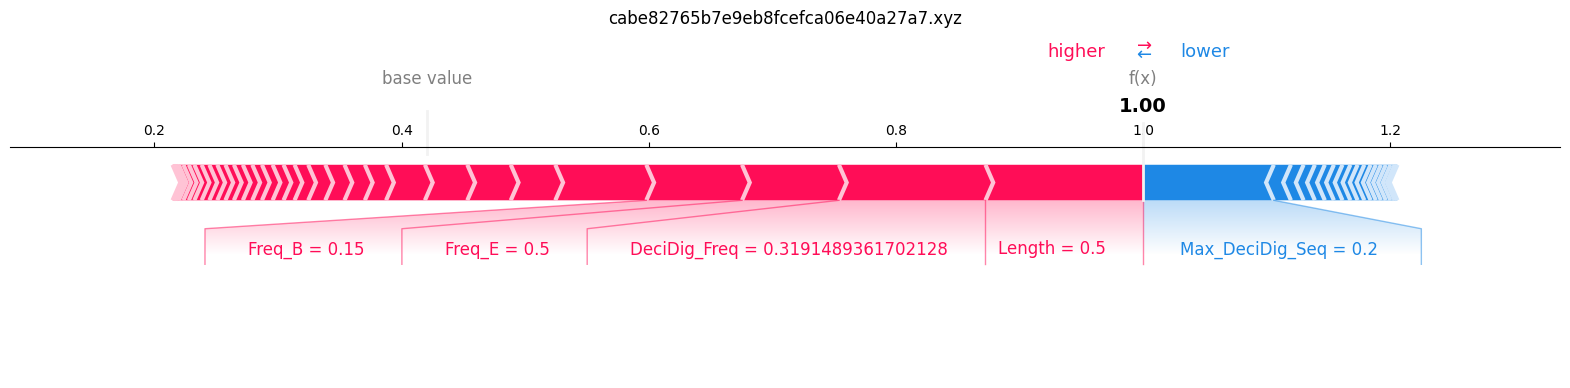 cabe82765b7e9eb8fcefca06e40a27a7.xyz
higher → ← lower
base value f(x)
1.00
0.2 0.4 0.6 0.8 1.0 1.2
Freq_B = 0.15 Freq_E = 0.5 DeciDig_Freq = 0.3191489361702128 Length = 0.5 Max_DeciDig_Seq = 0.2